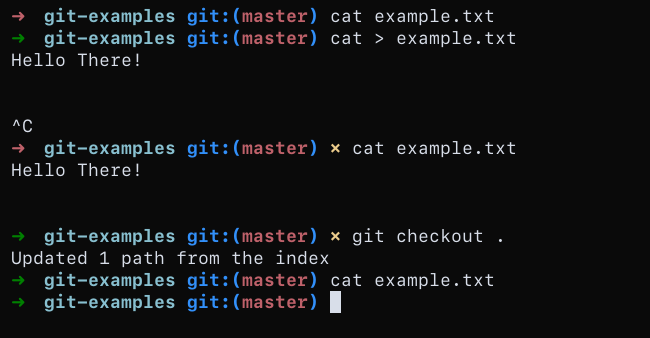 ➜ git-examples git:(master) cat example.txt
➜ git-examples git:(master) cat > example.txt
Hello There!
^C
➜ git-examples git:(master) × cat example.txt
Hello There!
➜ git-examples git:(master) × git checkout .
Updated 1 path from the index
➜ git-examples git:(master) cat example.txt
➜ git-examples git:(master)